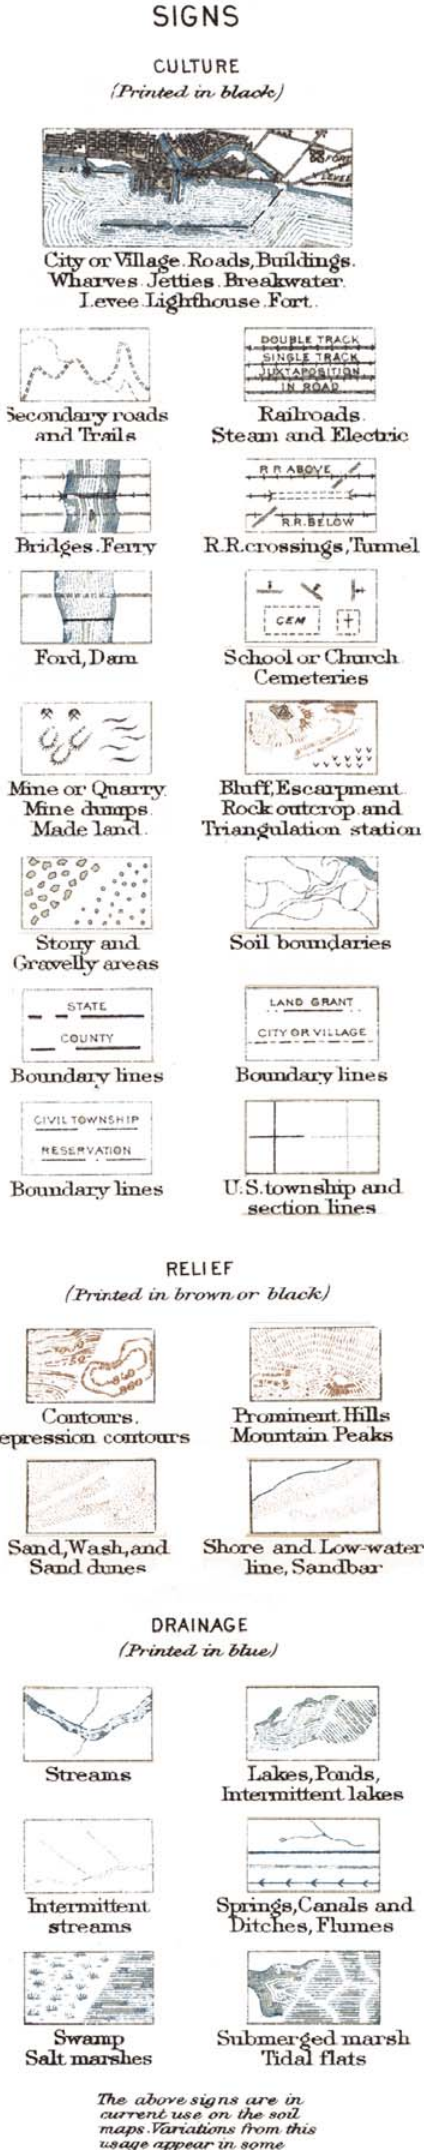 SIGNS
CULTURE
(Printed in black)
FORT
LEVEE
City or Village. Roads, Buildings.
Wharves. Jetties. Breakwater.
Levee. Lighthouse. Fort.
Secondary roads
and Trails
DOUBLE TRACK
SINGLE TRACK
JUXTAPOSITION
IN ROAD
Railroads.
Steam and Electric
Bridges. Ferry
R R ABOVE
R.R. BELOW
R.R. crossings, Tunnel
Ford, Dam
CEM
School or Church.
Cemeteries
Mine or Quarry.
Mine dumps.
Made land.
Bluff, Escarpment.
Rock outcrop and
Triangulation station
Stony and
Gravelly areas
Soil boundaries
STATE
COUNTY
Boundary lines
LAND GRANT
CITY OR VILLAGE
Boundary lines
CIVIL TOWNSHIP
RESERVATION
Boundary lines
U.S. township and
section lines
RELIEF
(Printed in brown or black)
Contours.
epression contours
Prominent Hills
Mountain Peaks
Sand, Wash, and
Sand dunes
Shore and Low-water
line, Sandbar
DRAINAGE
(Printed in blue)
Streams
Lakes, Ponds,
Intermittent lakes
Intermittent
streams
Springs, Canals and
Ditches, Flumes
Swamp
Salt marshes
Submerged marsh
Tidal flats
The above signs are in
current use on the soil
maps. Variations from this
usage appear in some